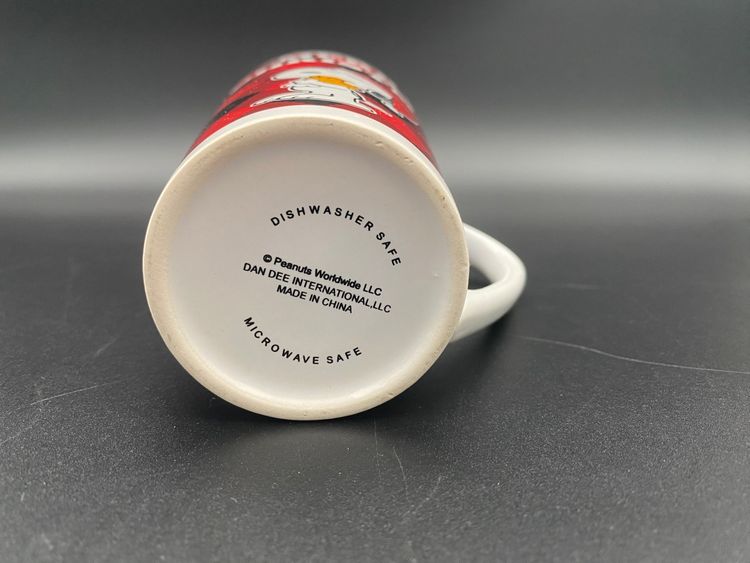 DISHWASHER SAFE
© Peanuts Worldwide LLC
DAN DEE INTERNATIONAL,LLC
MADE IN CHINA
MICROWAVE SAFE